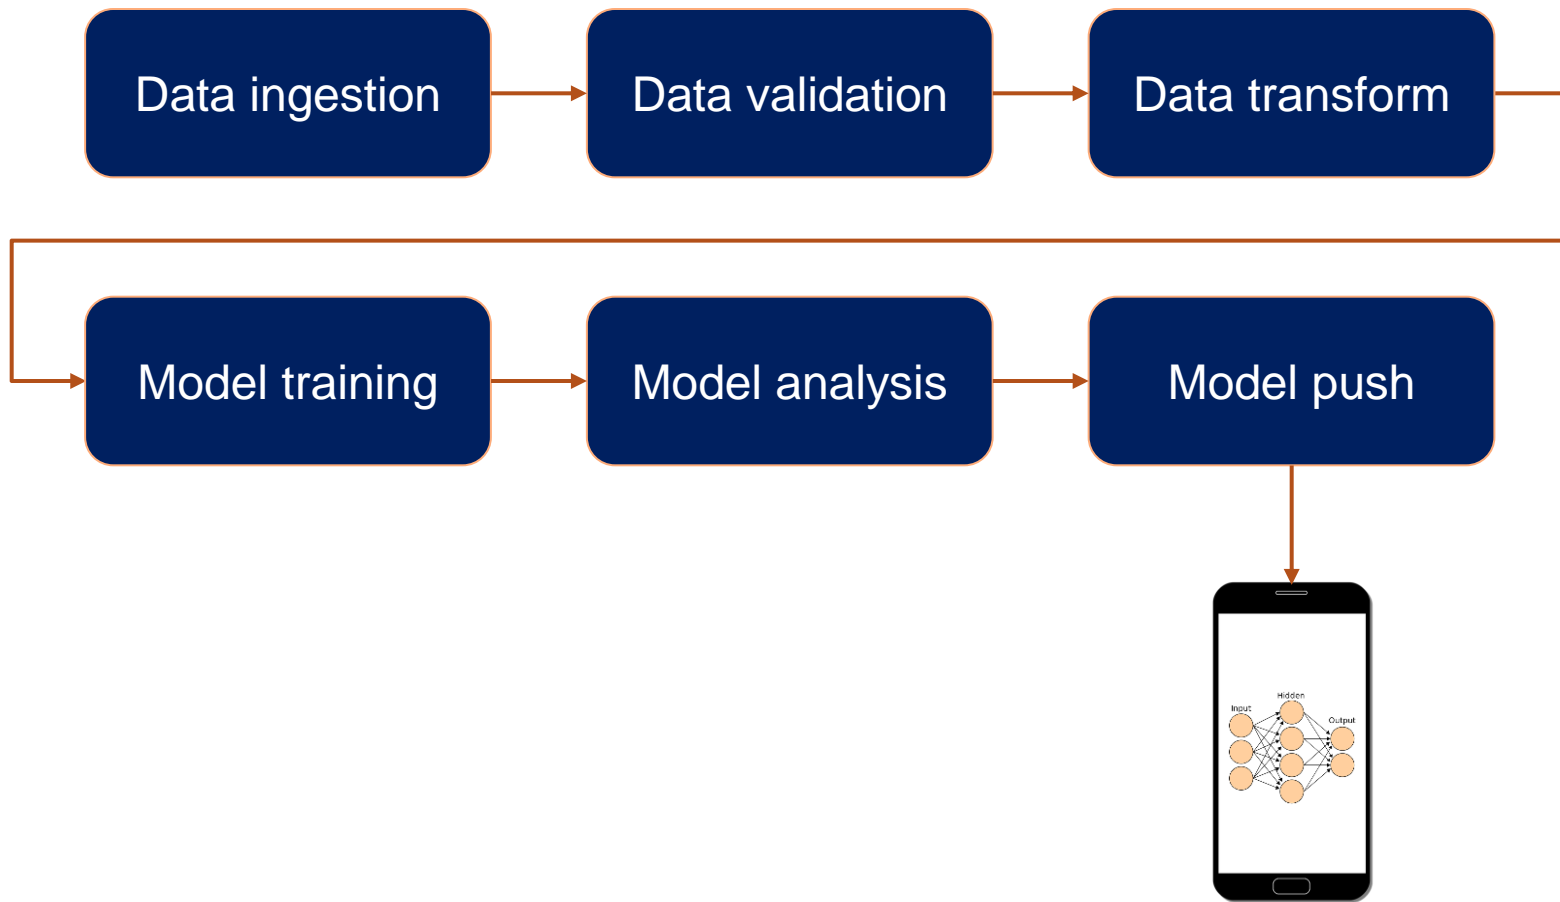 Data ingestion
Data validation
Data transform
Model training
Model analysis
Model push
Hidden
Input
Output